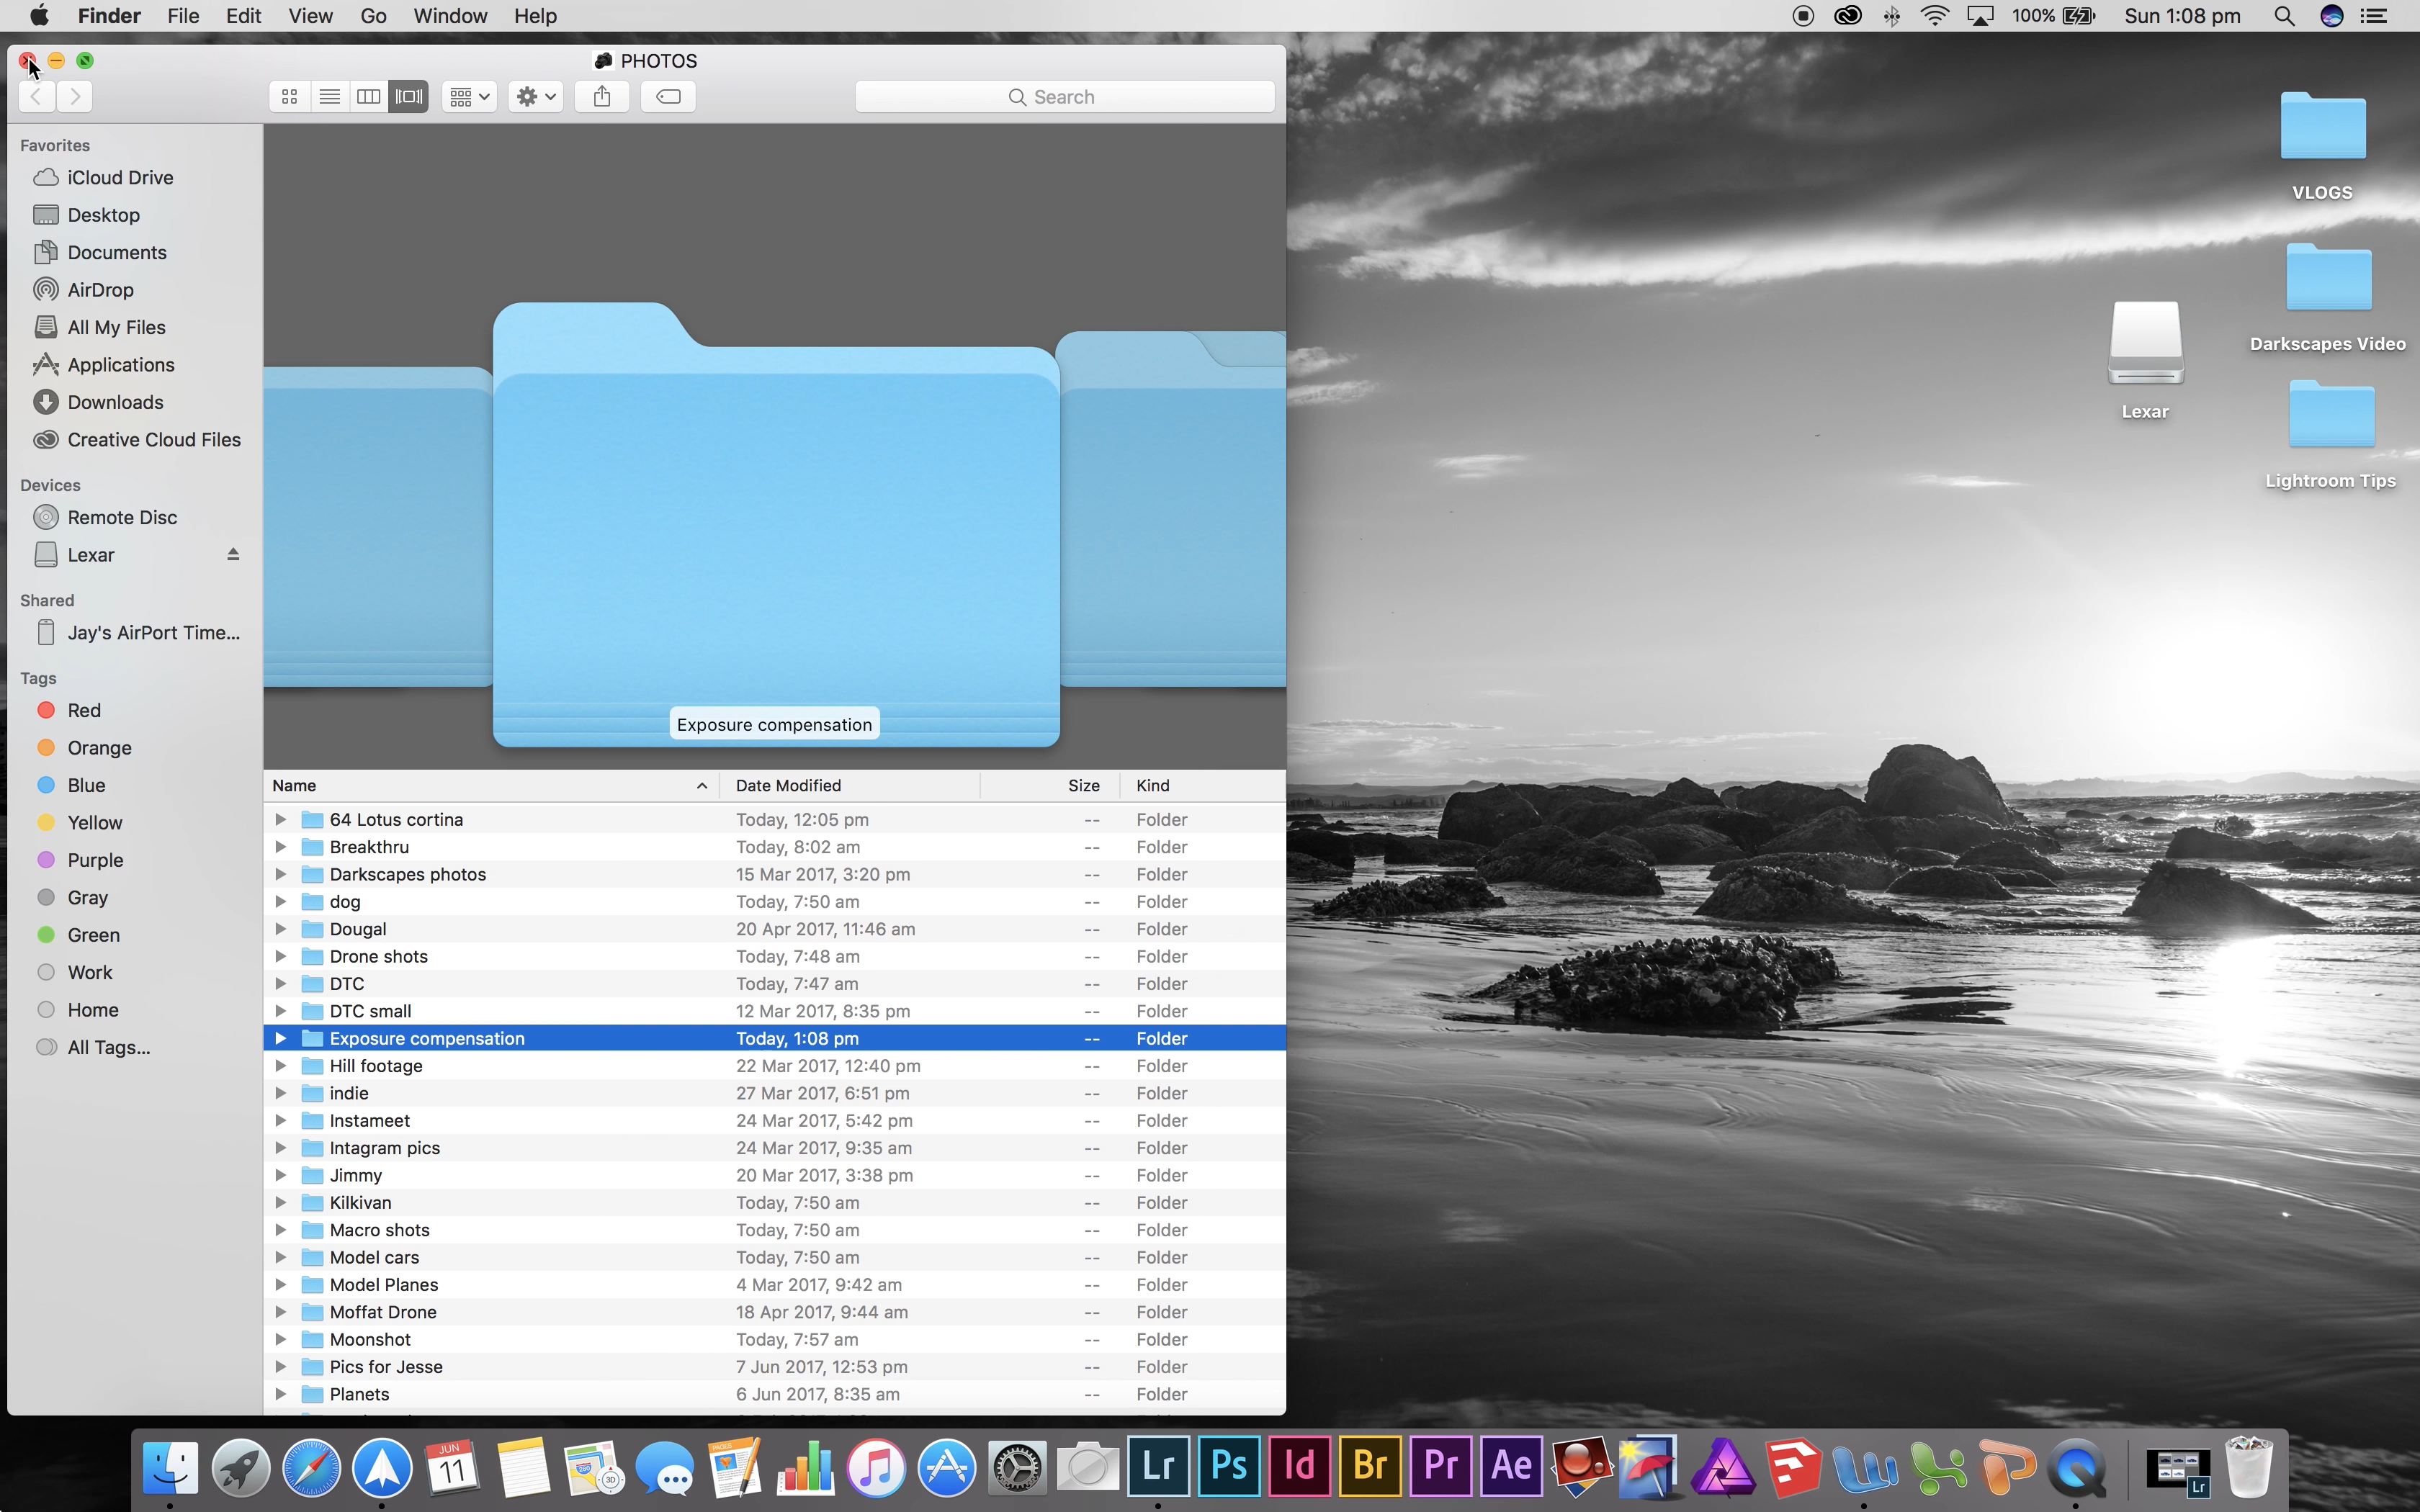 Finder File Edit View Go Window Help
100% Sun 1:08 pm
PHOTOS
Search
Favorites
iCloud Drive
Desktop
Documents
AirDrop
All My Files
Applications
Downloads
Creative Cloud Files
Devices
Remote Disc
Lexar
Shared
Jay's AirPort Time...
Tags
Red
Orange
Blue
Yellow
Purple
Gray
Green
Work
Home
All Tags...
Exposure compensation
Name Date Modified Size Kind
64 Lotus cortina Today, 12:05 pm -- Folder
Breakthru Today, 8:02 am -- Folder
Darkscapes photos 15 Mar 2017, 3:20 pm -- Folder
dog Today, 7:50 am -- Folder
Dougal 20 Apr 2017, 11:46 am -- Folder
Drone shots Today, 7:48 am -- Folder
DTC Today, 7:47 am -- Folder
DTC small 12 Mar 2017, 8:35 pm -- Folder
Exposure compensation Today, 1:08 pm -- Folder
Hill footage 22 Mar 2017, 12:40 pm -- Folder
indie 27 Mar 2017, 6:51 pm -- Folder
Instameet 24 Mar 2017, 5:42 pm -- Folder
Intagram pics 24 Mar 2017, 9:35 am -- Folder
Jimmy 20 Mar 2017, 3:38 pm -- Folder
Kilkivan Today, 7:50 am -- Folder
Macro shots Today, 7:50 am -- Folder
Model cars Today, 7:50 am -- Folder
Model Planes 4 Mar 2017, 9:42 am -- Folder
Moffat Drone 18 Apr 2017, 9:44 am -- Folder
Moonshot Today, 7:57 am -- Folder
Pics for Jesse 7 Jun 2017, 12:53 pm -- Folder
Planets 6 Jun 2017, 8:35 am -- Folder
VLOGS
Darkscapes Video
Lexar
Lightroom Tips
JUN
11
3D
PAGES
Lr Ps Id Br Pr Ae
Lr